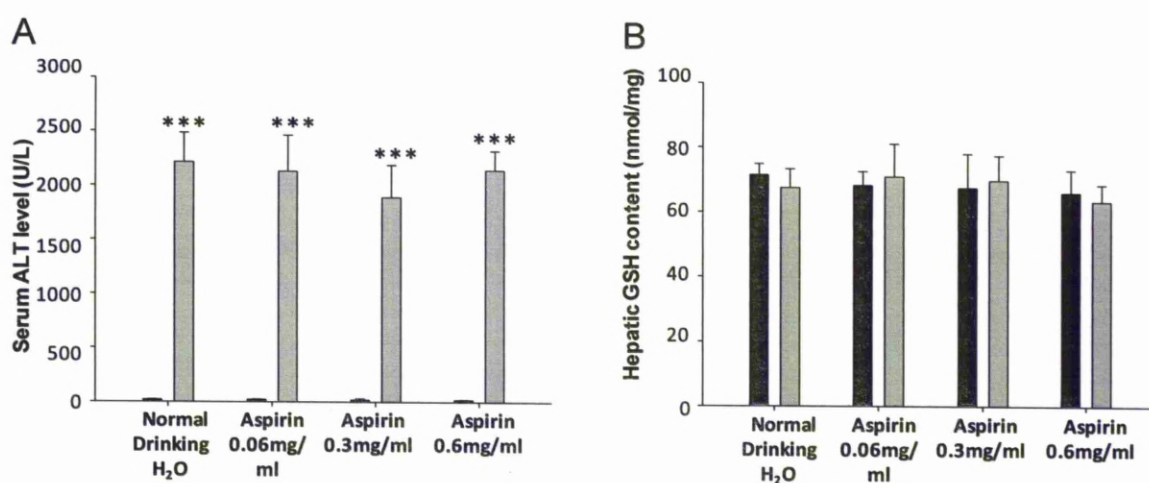 A
Serum ALT level (U/L)
3000
2500
2000
1500
1000
500
0
***
***
***
***
Normal
Drinking
H₂O
Aspirin
0.06mg/
ml
Aspirin
0.3mg/ml
Aspirin
0.6mg/ml
B
Hepatic GSH content (nmol/mg)
100
80
60
40
20
0
Normal
Drinking
H₂O
Aspirin
0.06mg/
ml
Aspirin
0.3mg/ml
Aspirin
0.6mg/ml